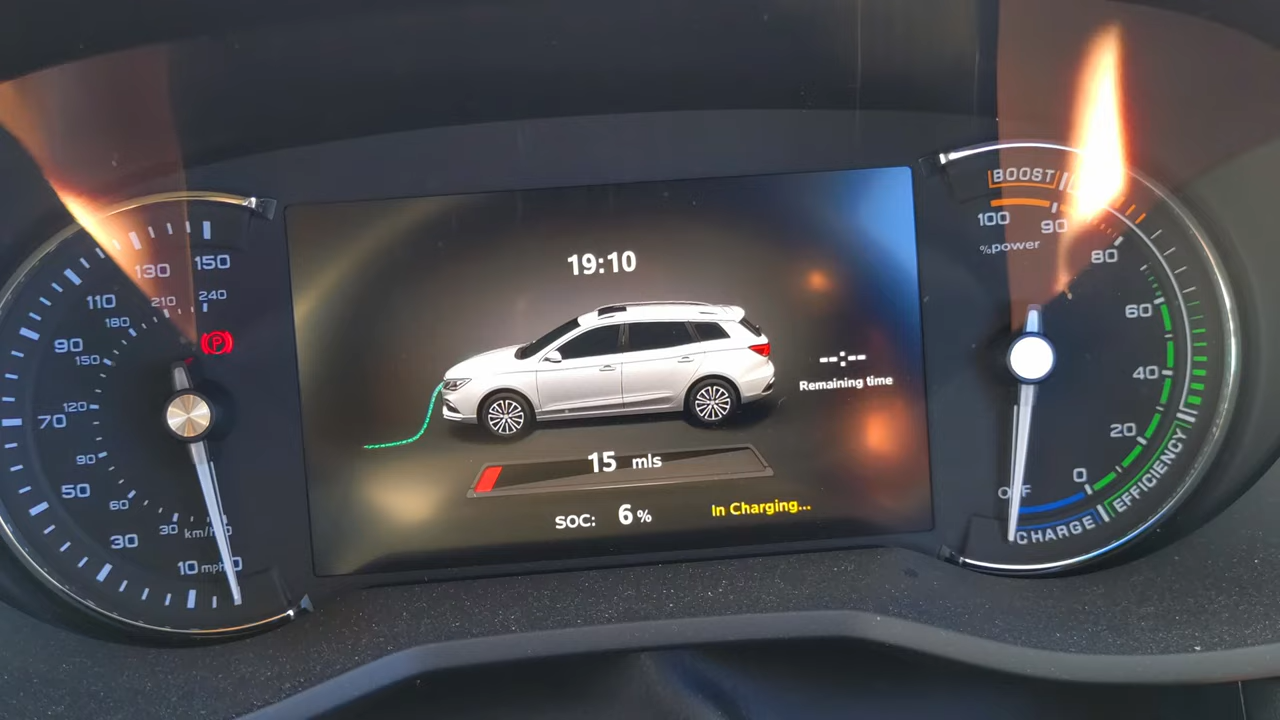 150
130
110
90
70
50
30
10 mph
240
210
180
150
120
90
60
30 km/h
P
19:10
--:--
Remaining time
15 mls
SOC: 6 %
In Charging...
BOOST
100
90
%power
80
60
40
20
0
CHARGE
EFFICIENCY